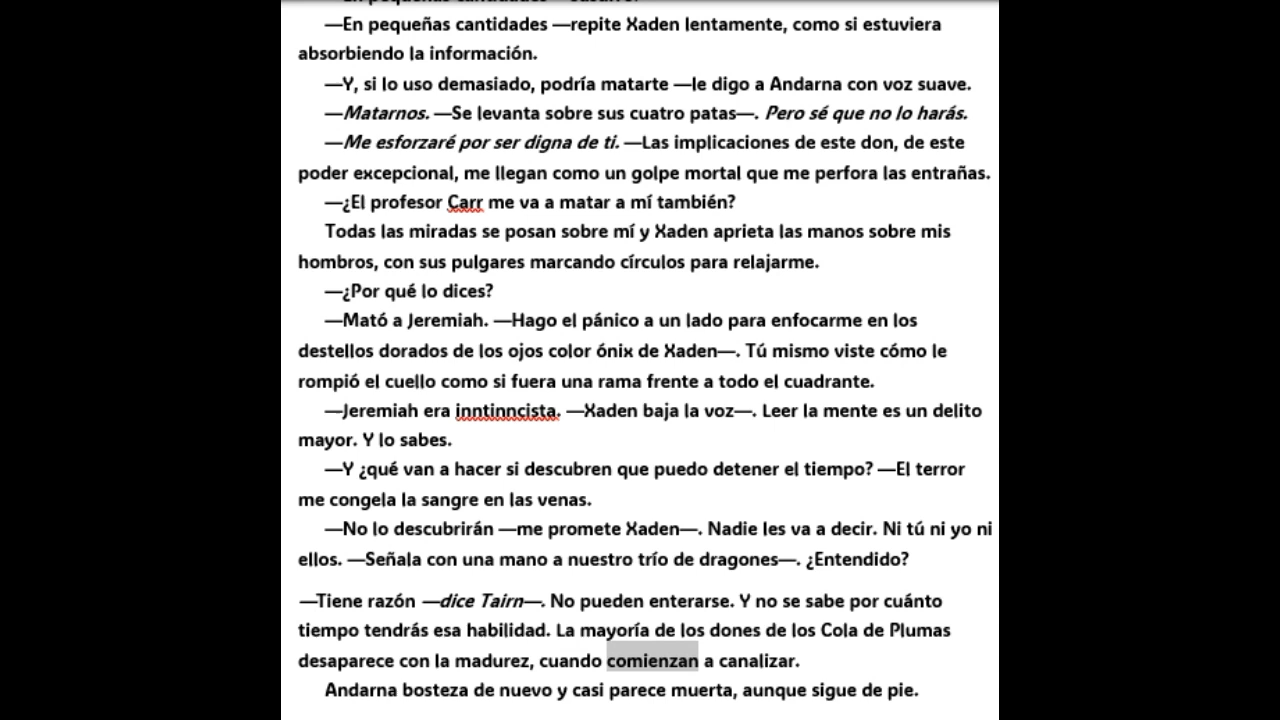 —En pequeñas cantidades —repite Xaden lentamente, como si estuviera
absorbiendo la información.
—Y, si lo uso demasiado, podría matarte —le digo a Andarna con voz suave.
—Matarnos. —Se levanta sobre sus cuatro patas—. Pero sé que no lo harás.
—Me esforzaré por ser digna de ti. —Las implicaciones de este don, de este
poder excepcional, me llegan como un golpe mortal que me perfora las entrañas.
—¿El profesor Carr me va a matar a mí también?
Todas las miradas se posan sobre mí y Xaden aprieta las manos sobre mis
hombros, con sus pulgares marcando círculos para relajarme.
—¿Por qué lo dices?
—Mató a Jeremiah. —Hago el pánico a un lado para enfocarme en los
destellos dorados de los ojos color ónix de Xaden—. Tú mismo viste cómo le
rompió el cuello como si fuera una rama frente a todo el cuadrante.
—Jeremiah era inntinncista. —Xaden baja la voz—. Leer la mente es un delito
mayor. Y lo sabes.
—Y ¿qué van a hacer si descubren que puedo detener el tiempo? —El terror
me congela la sangre en las venas.
—No lo descubrirán —me promete Xaden—. Nadie les va a decir. Ni tú ni yo ni
ellos. —Señala con una mano a nuestro trío de dragones—. ¿Entendido?
—Tiene razón —dice Tairn—. No pueden enterarse. Y no se sabe por cuánto
tiempo tendrás esa habilidad. La mayoría de los dones de los Cola de Plumas
desaparece con la madurez, cuando comienzan a canalizar.
Andarna bosteza de nuevo y casi parece muerta, aunque sigue de pie.